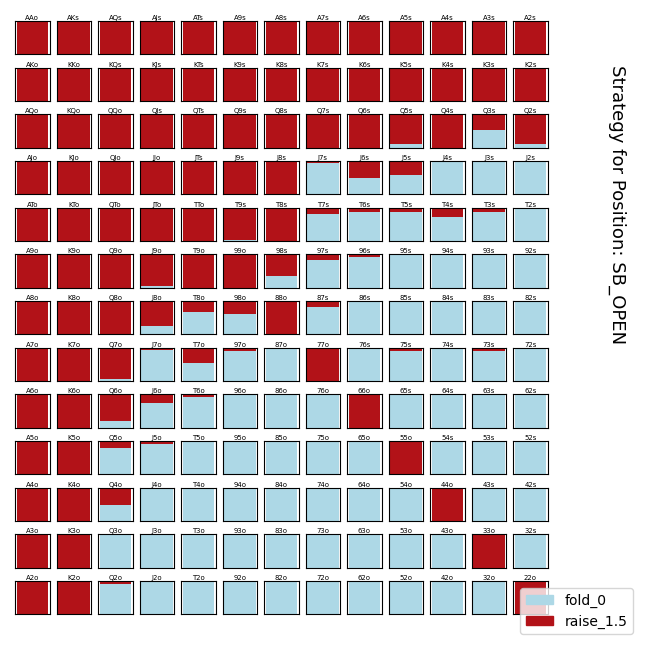 AAo AKs AQs AJs ATs A9s A8s A7s A6s A5s A4s A3s A2s
AKo KKo KQs KJs KTs K9s K8s K7s K6s K5s K4s K3s K2s
AQo KQo QQo QJs QTs Q9s Q8s Q7s Q6s Q5s Q4s Q3s Q2s
AJo KJo QJo JJo JTs J9s J8s J7s J6s J5s J4s J3s J2s
ATo KTo QTo JTo TTo T9s T8s T7s T6s T5s T4s T3s T2s
A9o K9o Q9o J9o T9o 99o 98s 97s 96s 95s 94s 93s 92s
A8o K8o Q8o J8o T8o 98o 88o 87s 86s 85s 84s 83s 82s
A7o K7o Q7o J7o T7o 97o 87o 77o 76s 75s 74s 73s 72s
A6o K6o Q6o J6o T6o 96o 86o 76o 66o 65s 64s 63s 62s
A5o K5o Q5o J5o T5o 95o 85o 75o 65o 55o 54s 53s 52s
A4o K4o Q4o J4o T4o 94o 84o 74o 64o 54o 44o 43s 42s
A3o K3o Q3o J3o T3o 93o 83o 73o 63o 53o 43o 33o 32s
A2o K2o Q2o J2o T2o 92o 82o 72o 62o 52o 42o 32o 22o
Strategy for Position: SB_OPEN
fold_0
raise_1.5